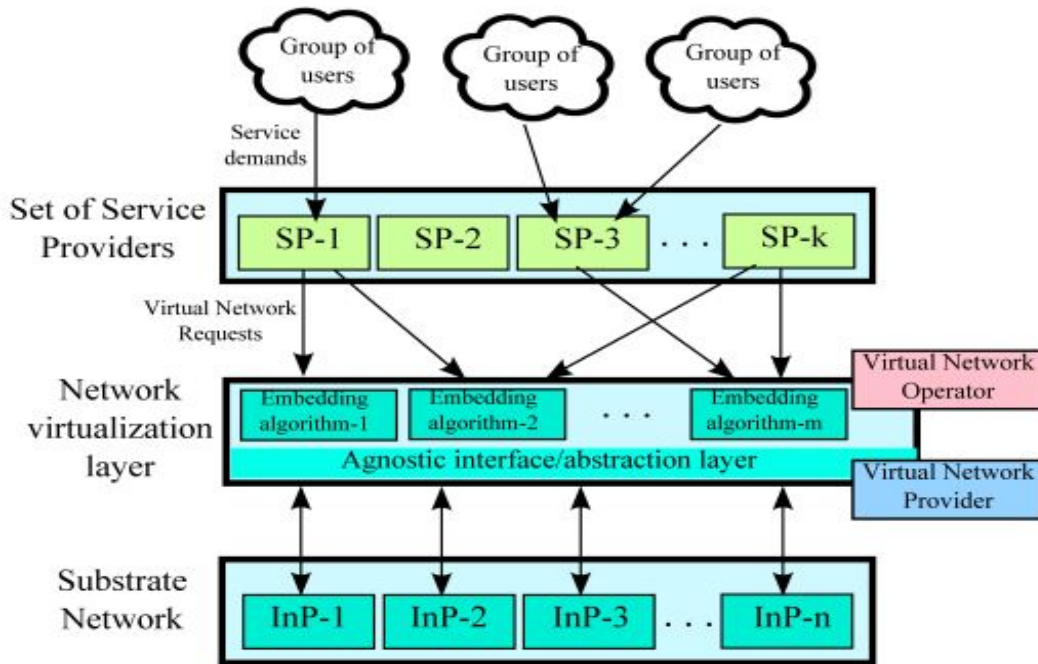 Group of
users
Group of
users
Group of
users
Service
demands
Set of Service
Providers
SP-1
SP-2
SP-3
. . .
SP-k
Virtual Network
Requests
Network
virtualization
layer
Embedding
algorithm-1
Embedding
algorithm-2
. . .
Embedding
algorithm-m
Virtual Network
Operator
Agnostic interface/abstraction layer
Virtual Network
Provider
Substrate
Network
InP-1
InP-2
InP-3
. . .
InP-n